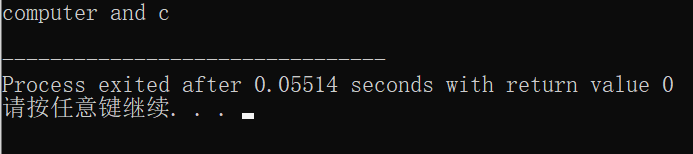 computer and c
--------------------------------
Process exited after 0.05514 seconds with return value 0
请按任意键继续. . .